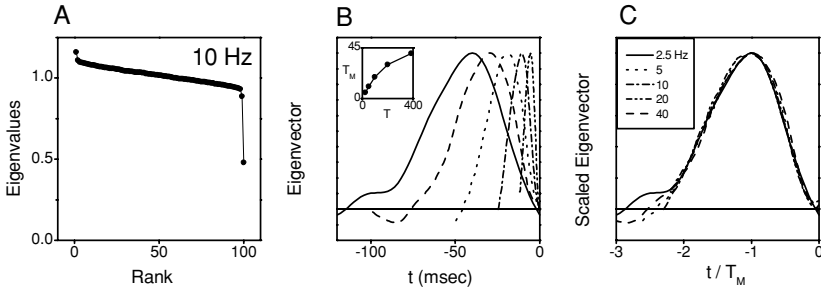 A
10 Hz
1.0
0.5
0.0
0
50
100
Eigenvalues
Rank
B
45
0
T_M
0
400
T
Eigenvector
-100
-50
0
t (msec)
C
2.5 Hz
5
10
20
40
Scaled Eigenvector
-3
-2
-1
0
t / T_M